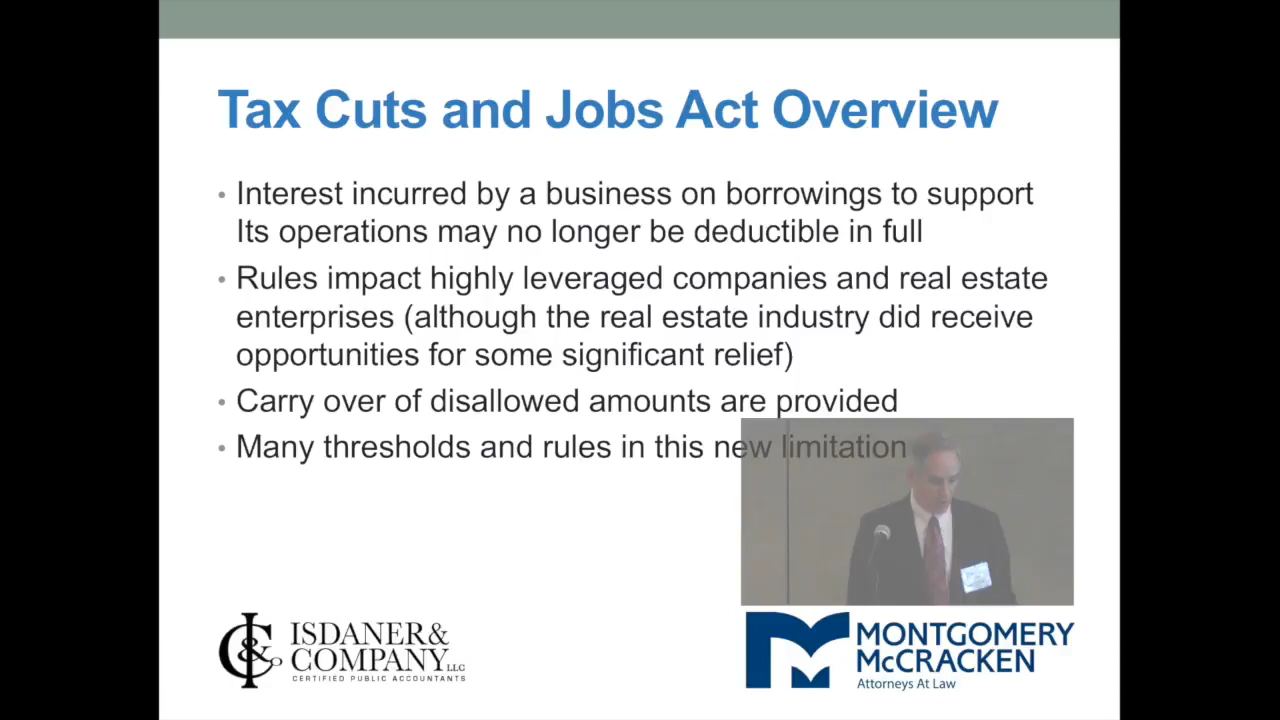 Tax Cuts and Jobs Act Overview
• Interest incurred by a business on borrowings to support
Its operations may no longer be deductible in full
• Rules impact highly leveraged companies and real estate
enterprises (although the real estate industry did receive
opportunities for some significant relief)
• Carry over of disallowed amounts are provided
• Many thresholds and rules in this new limitation
ISDANER &
COMPANY LLC
CERTIFIED PUBLIC ACCOUNTANTS
MONTGOMERY
McCRACKEN
Attorneys At Law